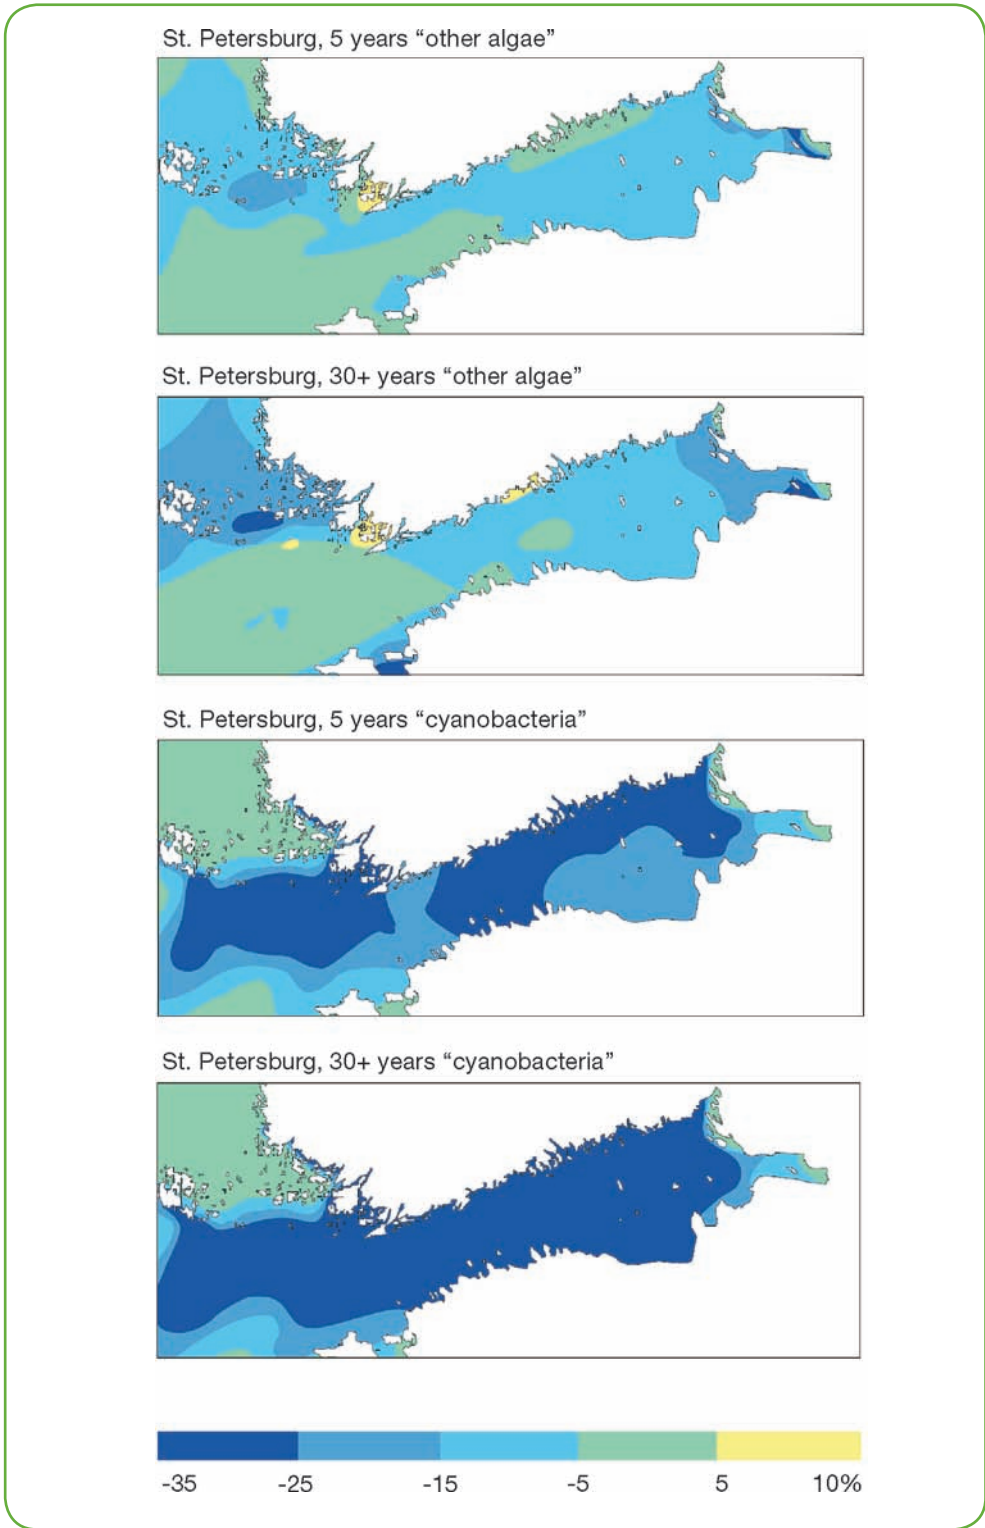 St. Petersburg, 5 years “other algae”
St. Petersburg, 30+ years “other algae”
St. Petersburg, 5 years “cyanobacteria”
St. Petersburg, 30+ years “cyanobacteria”
-35 -25 -15 -5 5 10%